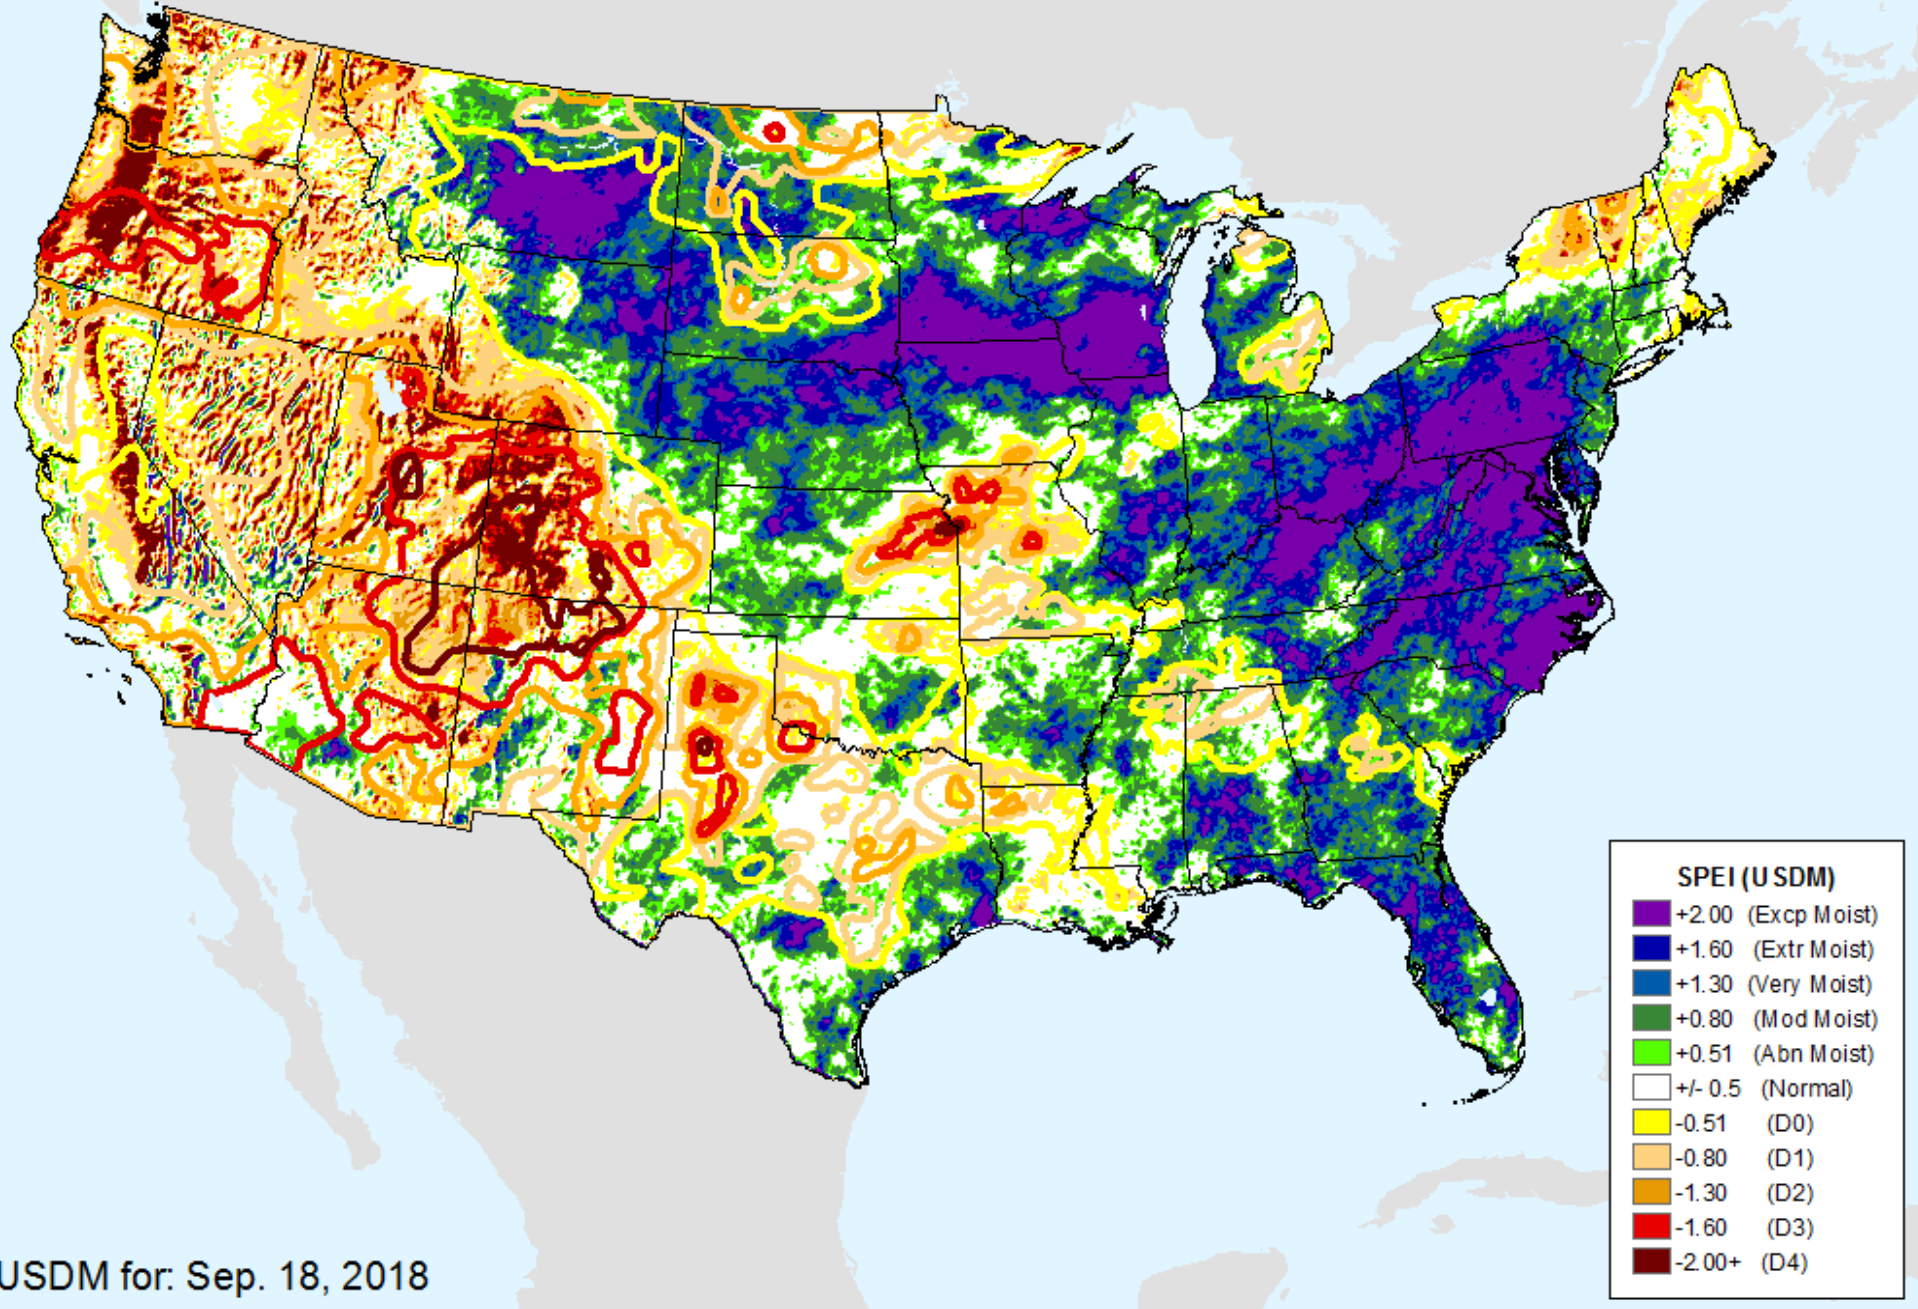 SPEI (USDM)
+2.00 (Excp Moist)
+1.60 (Extr Moist)
+1.30 (Very Moist)
+0.80 (Mod Moist)
+0.51 (Abn Moist)
+/- 0.5 (Normal)
-0.51 (D0)
-0.80 (D1)
-1.30 (D2)
-1.60 (D3)
-2.00+ (D4)
USDM for: Sep. 18, 2018